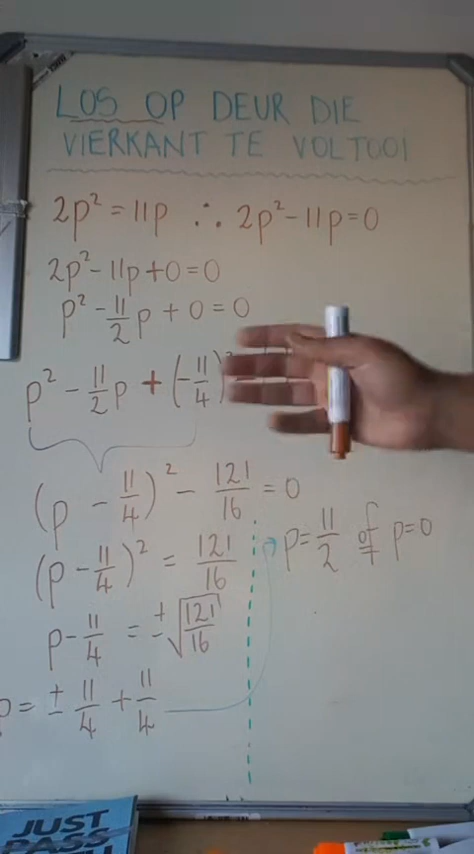 LOS OP DEUR DIE
VIERKANT TE VOLTOOI
2p² = 11p ∴ 2p² - 11p = 0
2p² - 11p + 0 = 0
p² - 11/2 p + 0 = 0
p² - 11/2 p + (- 11/4)²
(p - 11/4)² - 121/16 = 0
(p - 11/4)² = 121/16
p - 11/4 = ± √121/16
p = ± 11/4 + 11/4
p = 11/2 of p = 0
JUST
PASS